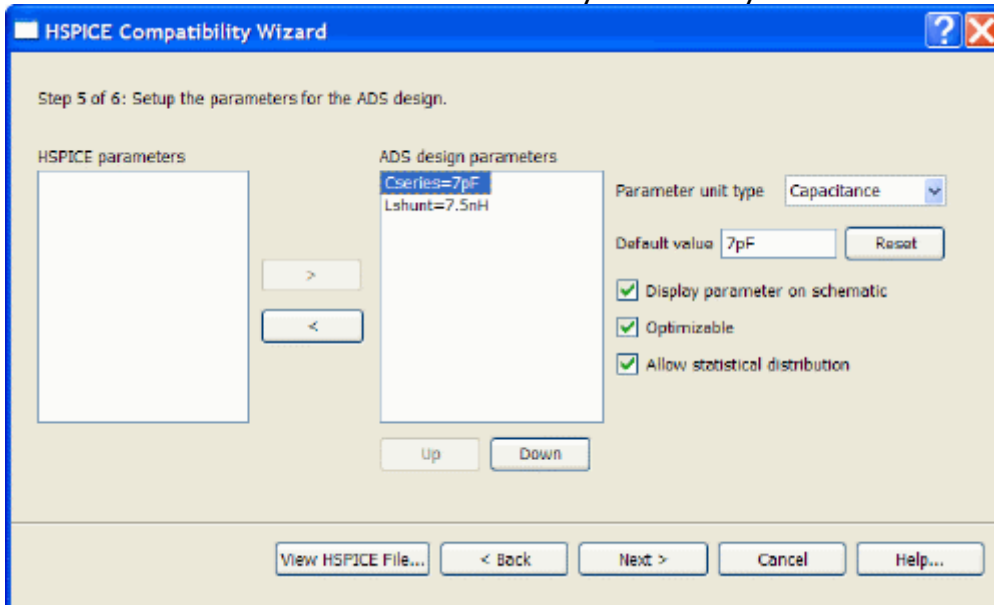 HSPICE Compatibility Wizard
Step 5 of 6: Setup the parameters for the ADS design.
HSPICE parameters
ADS design parameters
Cseries=7pF
Lshunt=7.5nH
>
<
Up
Down
Parameter unit type Capacitance
Default value 7pF Reset
Display parameter on schematic
Optimizable
Allow statistical distribution
View HSPICE File... < Back Next > Cancel Help...